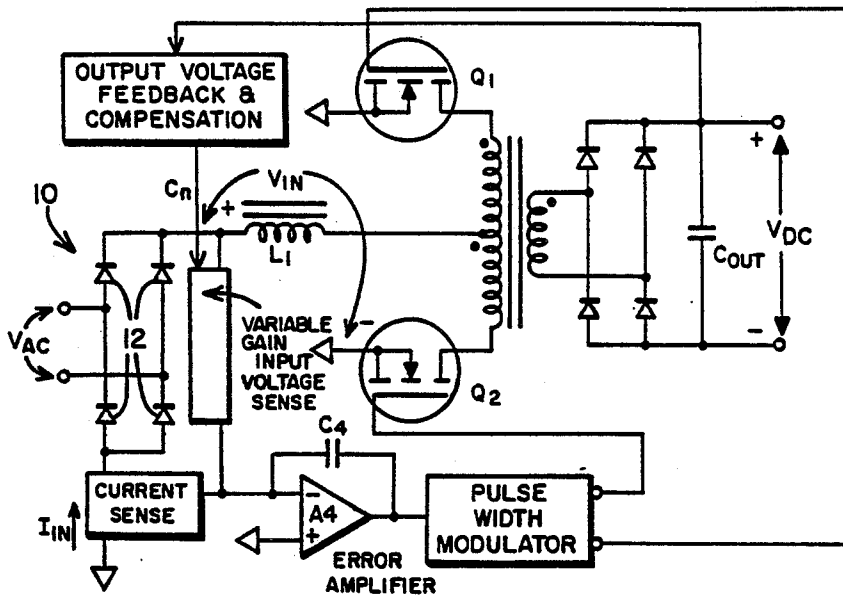 OUTPUT VOLTAGE
FEEDBACK &
COMPENSATION
Q1
Cn
VIN
+
L1
10
VAC
12
VARIABLE
GAIN
INPUT
VOLTAGE
SENSE
-
Q2
COUT
+
VDC
-
CURRENT
SENSE
IIN
C4
-
A4
+
ERROR
AMPLIFIER
PULSE
WIDTH
MODULATOR